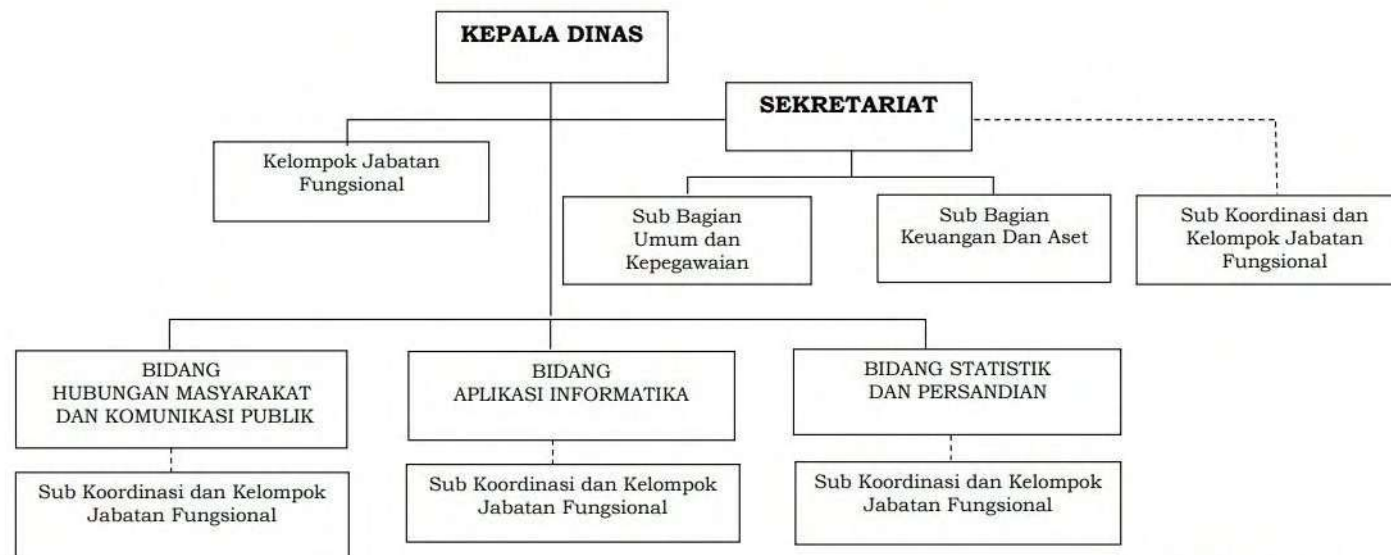 KEPALA DINAS
SEKRETARIAT
Kelompok Jabatan
Fungsional
Sub Bagian
Umum dan
Kepegawaian
Sub Bagian
Keuangan Dan Aset
Sub Koordinasi dan
Kelompok Jabatan
Fungsional
BIDANG
HUBUNGAN MASYARAKAT
DAN KOMUNIKASI PUBLIK
BIDANG
APLIKASI INFORMATIKA
BIDANG STATISTIK
DAN PERSANDIAN
Sub Koordinasi dan Kelompok
Jabatan Fungsional
Sub Koordinasi dan Kelompok
Jabatan Fungsional
Sub Koordinasi dan Kelompok
Jabatan Fungsional